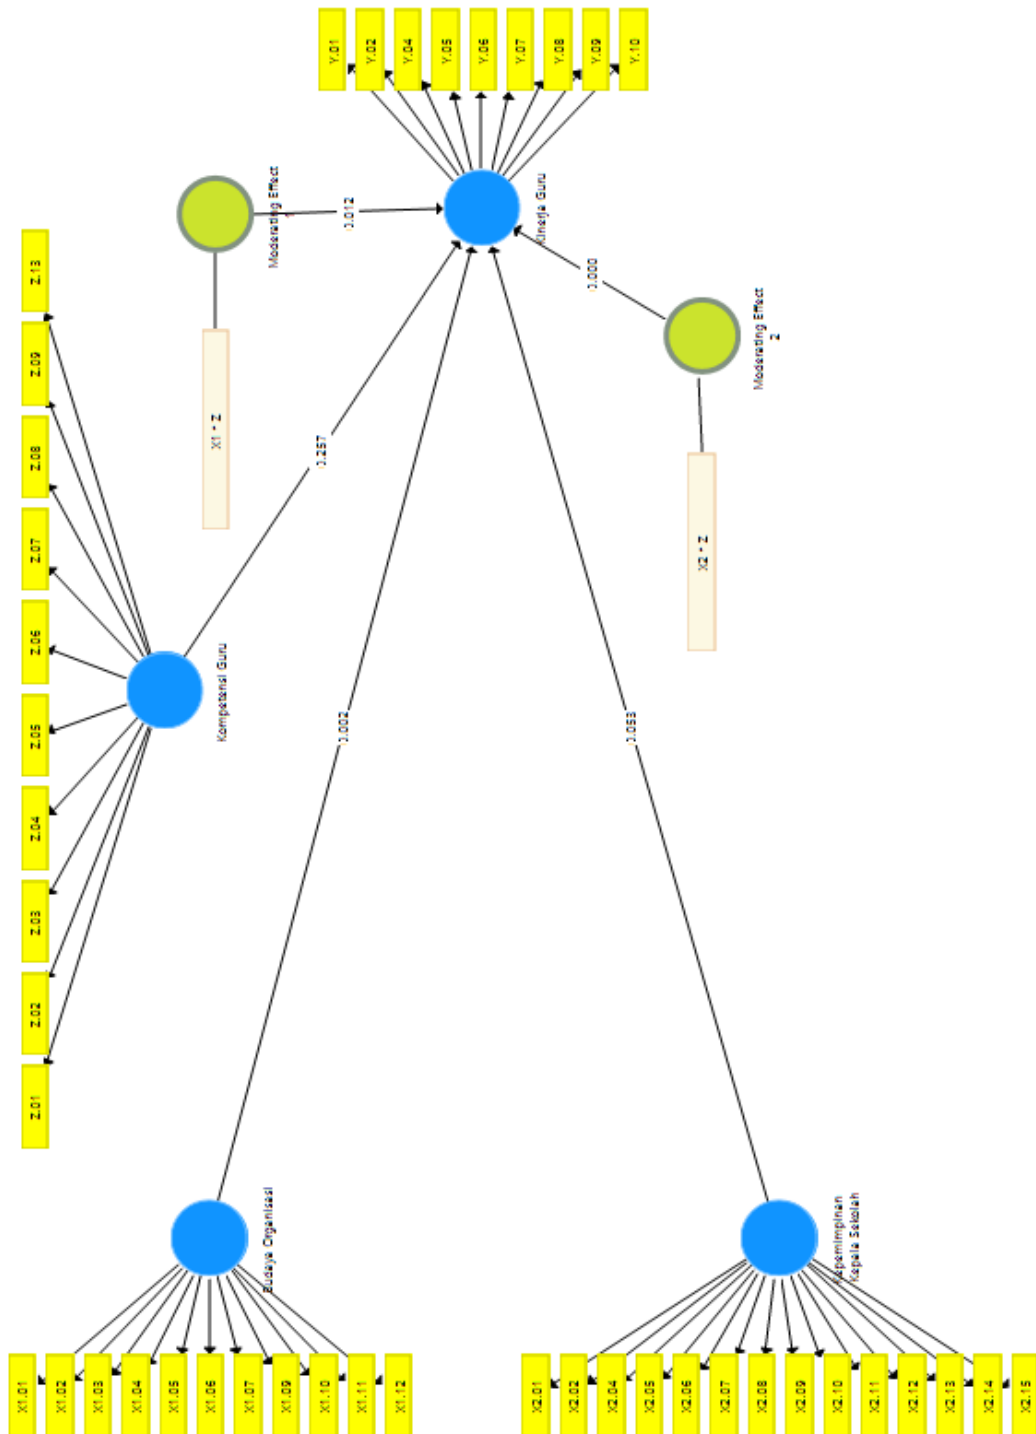 Z.01
Z.02
Z.03
Z.04
Z.05
Z.06
Z.07
Z.08
Z.09
Z.13
Kompetensi Guru
X1 * Z
Moderating Effect
1
0.257
0.012
X1.01
X1.02
X1.03
X1.04
X1.05
X1.06
X1.07
X1.09
X1.10
X1.11
X1.12
Budaya Organisasi
0.002
Y.01
Y.02
Y.04
Y.05
Y.06
Y.07
Y.08
Y.09
Y.10
Kinerja Guru
0.000
X2.01
X2.02
X2.04
X2.05
X2.06
X2.07
X2.08
X2.09
X2.10
X2.11
X2.12
X2.13
X2.14
X2.15
Kepemimpinan
Kepala Sekolah
0.053
X2 * Z
Moderating Effect
2